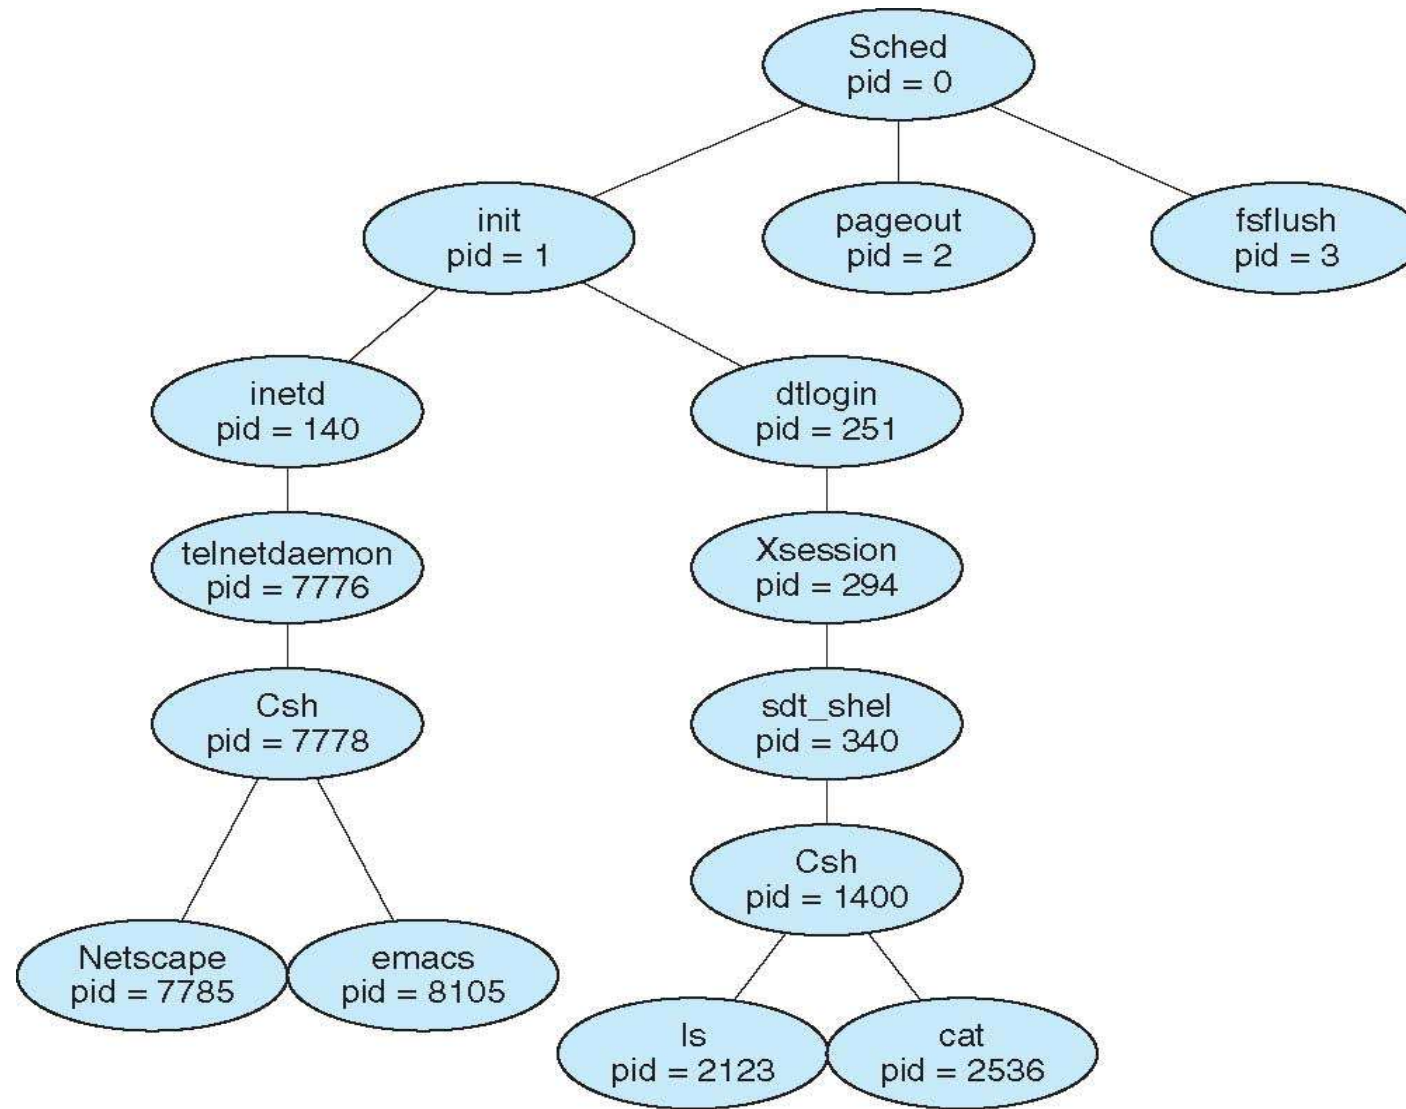 Sched
pid = 0
init
pid = 1
pageout
pid = 2
fsflush
pid = 3
inetd
pid = 140
dtlogin
pid = 251
telnetdaemon
pid = 7776
Xsession
pid = 294
Csh
pid = 7778
sdt_shel
pid = 340
Csh
pid = 1400
Netscape
pid = 7785
emacs
pid = 8105
ls
pid = 2123
cat
pid = 2536